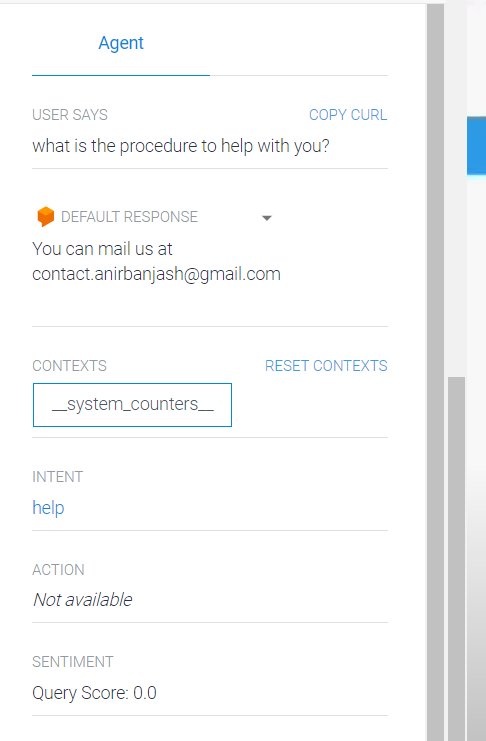 Agent
USER SAYS COPY CURL
what is the procedure to help with you?
DEFAULT RESPONSE
You can mail us at
contact.anirbanjash@gmail.com
CONTEXTS RESET CONTEXTS
__system_counters__
INTENT
help
ACTION
Not available
SENTIMENT
Query Score: 0.0